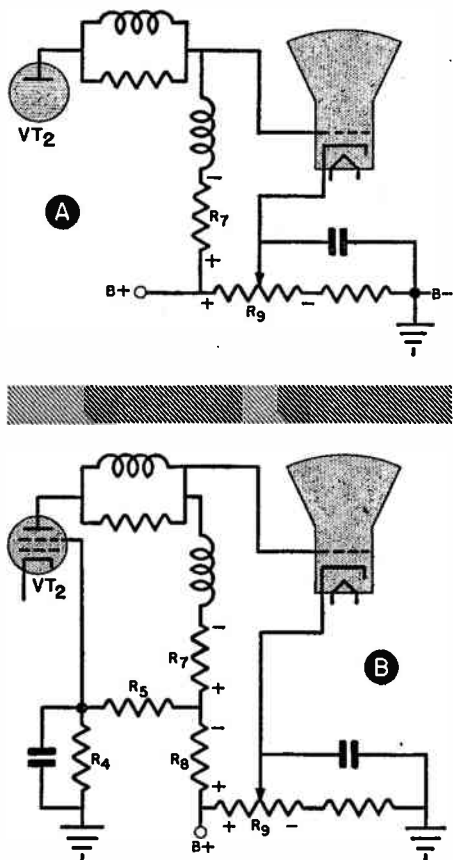 VT2
A
−
R7
+
B+
+
R9
−
B−
VT2
−
R7
+
R5
−
R4
R8
+
+
R9
−
B+
B